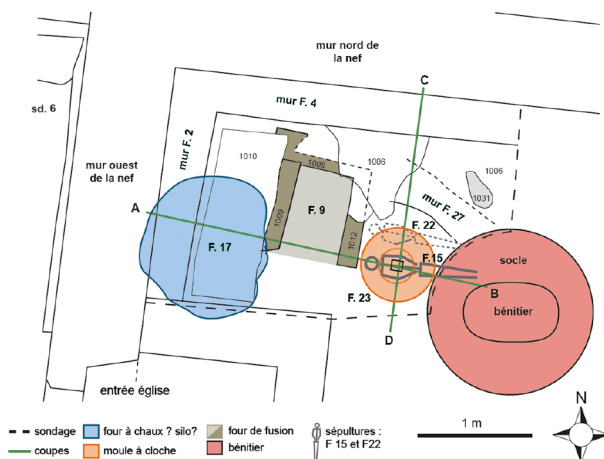 mur nord de
la nef
C
mur F. 4
sd. 6
mur F. 2
mur ouest
de la nef
1010
1008
1006
1006
1031
mur F. 27
A
1009
F. 9
F. 17
1012
F. 22
F. 15
socle
B
bénitier
F. 23
D
entrée église
N
sondage
four à chaux ? silo?
four de fusion
sépultures :
F 15 et F22
1 m
coupes
moule à cloche
bénitier